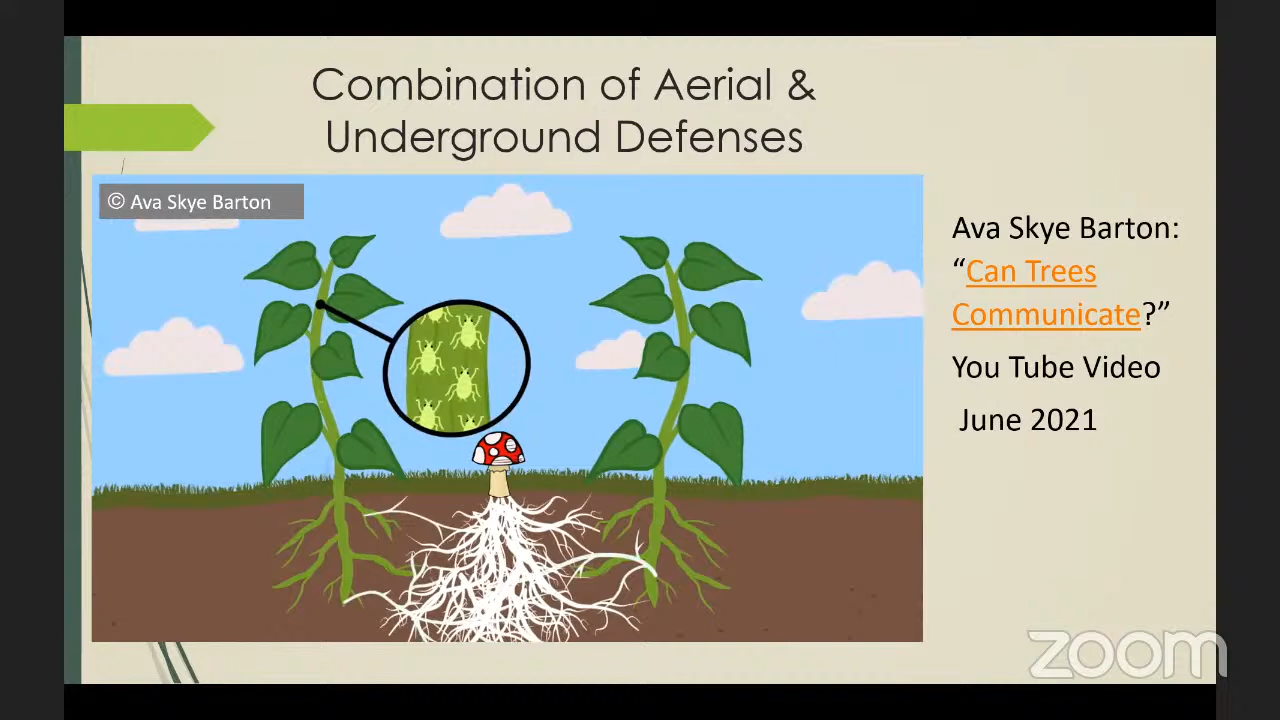 Combination of Aerial &
Underground Defenses
© Ava Skye Barton
Ava Skye Barton:
“Can Trees
Communicate?”
You Tube Video
June 2021
zoom